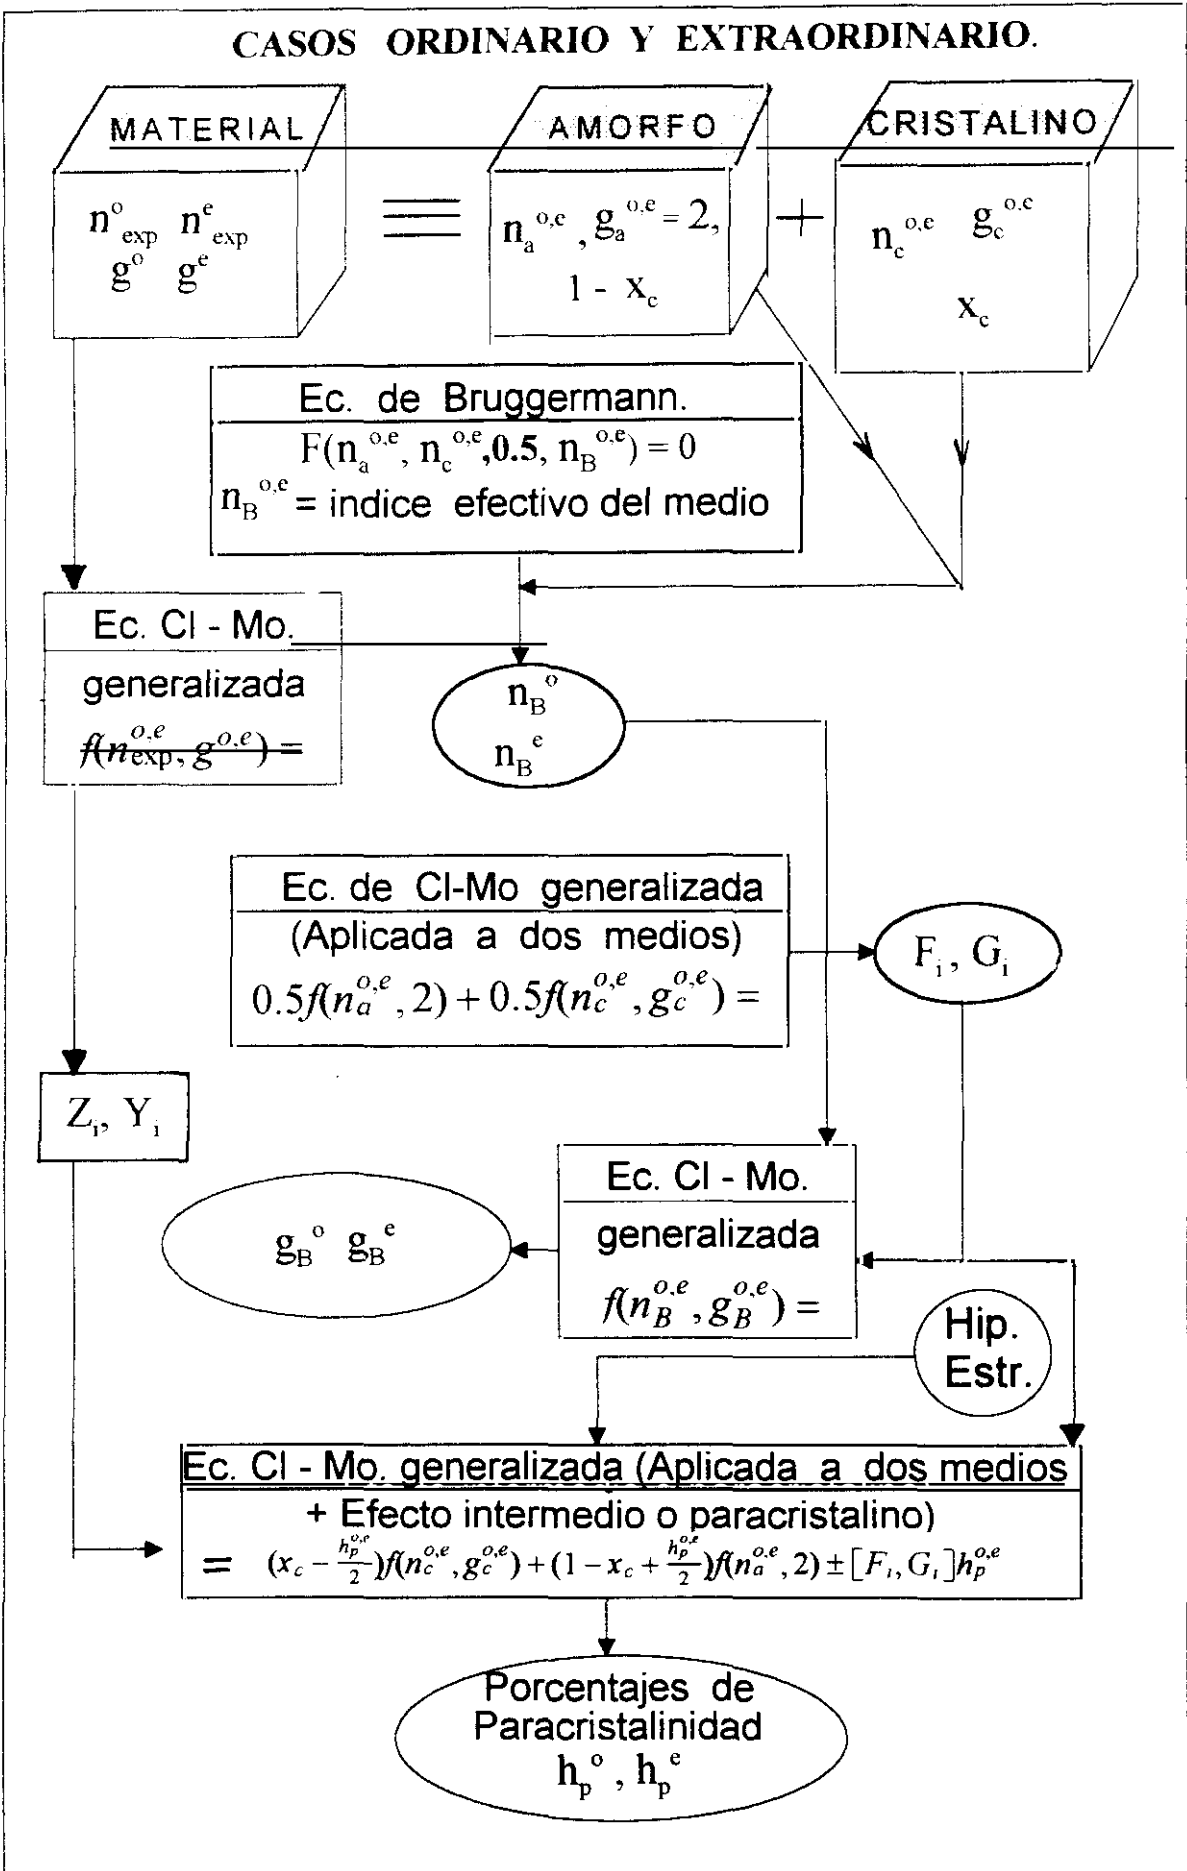 CASOS ORDINARIO Y EXTRAORDINARIO.
MATERIAL
n^o_exp n^e_exp
g^o g^e
≡
AMORFO
n_a^o,e , g_a^o,e = 2,
1 - x_c
+
CRISTALINO
n_c^o,e g_c^o,e
x_c
Ec. de Bruggermann.
F(n_a^o,e, n_c^o,e,0.5, n_B^o,e) = 0
n_B^o,e = indice efectivo del medio
Ec. Cl - Mo.
generalizada
f(n_exp^o,e, g^o,e) =
n_B^o
n_B^e
Ec. de Cl-Mo generalizada
(Aplicada a dos medios)
0.5f(n_a^o,e, 2) + 0.5f(n_c^o,e, g_c^o,e) =
F_i, G_i
Z_i, Y_i
Ec. Cl - Mo.
generalizada
f(n_B^o,e, g_B^o,e) =
g_B^o g_B^e
Hip.
Estr.
Ec. Cl - Mo. generalizada (Aplicada a dos medios
+ Efecto intermedio o paracristalino)
= (x_c - h_p^o,e/2)f(n_c^o,e, g_c^o,e) + (1 - x_c + h_p^o,e/2)f(n_a^o,e, 2) ± [F_i, G_i]h_p^o,e
Porcentajes de
Paracristalinidad
h_p^o , h_p^e